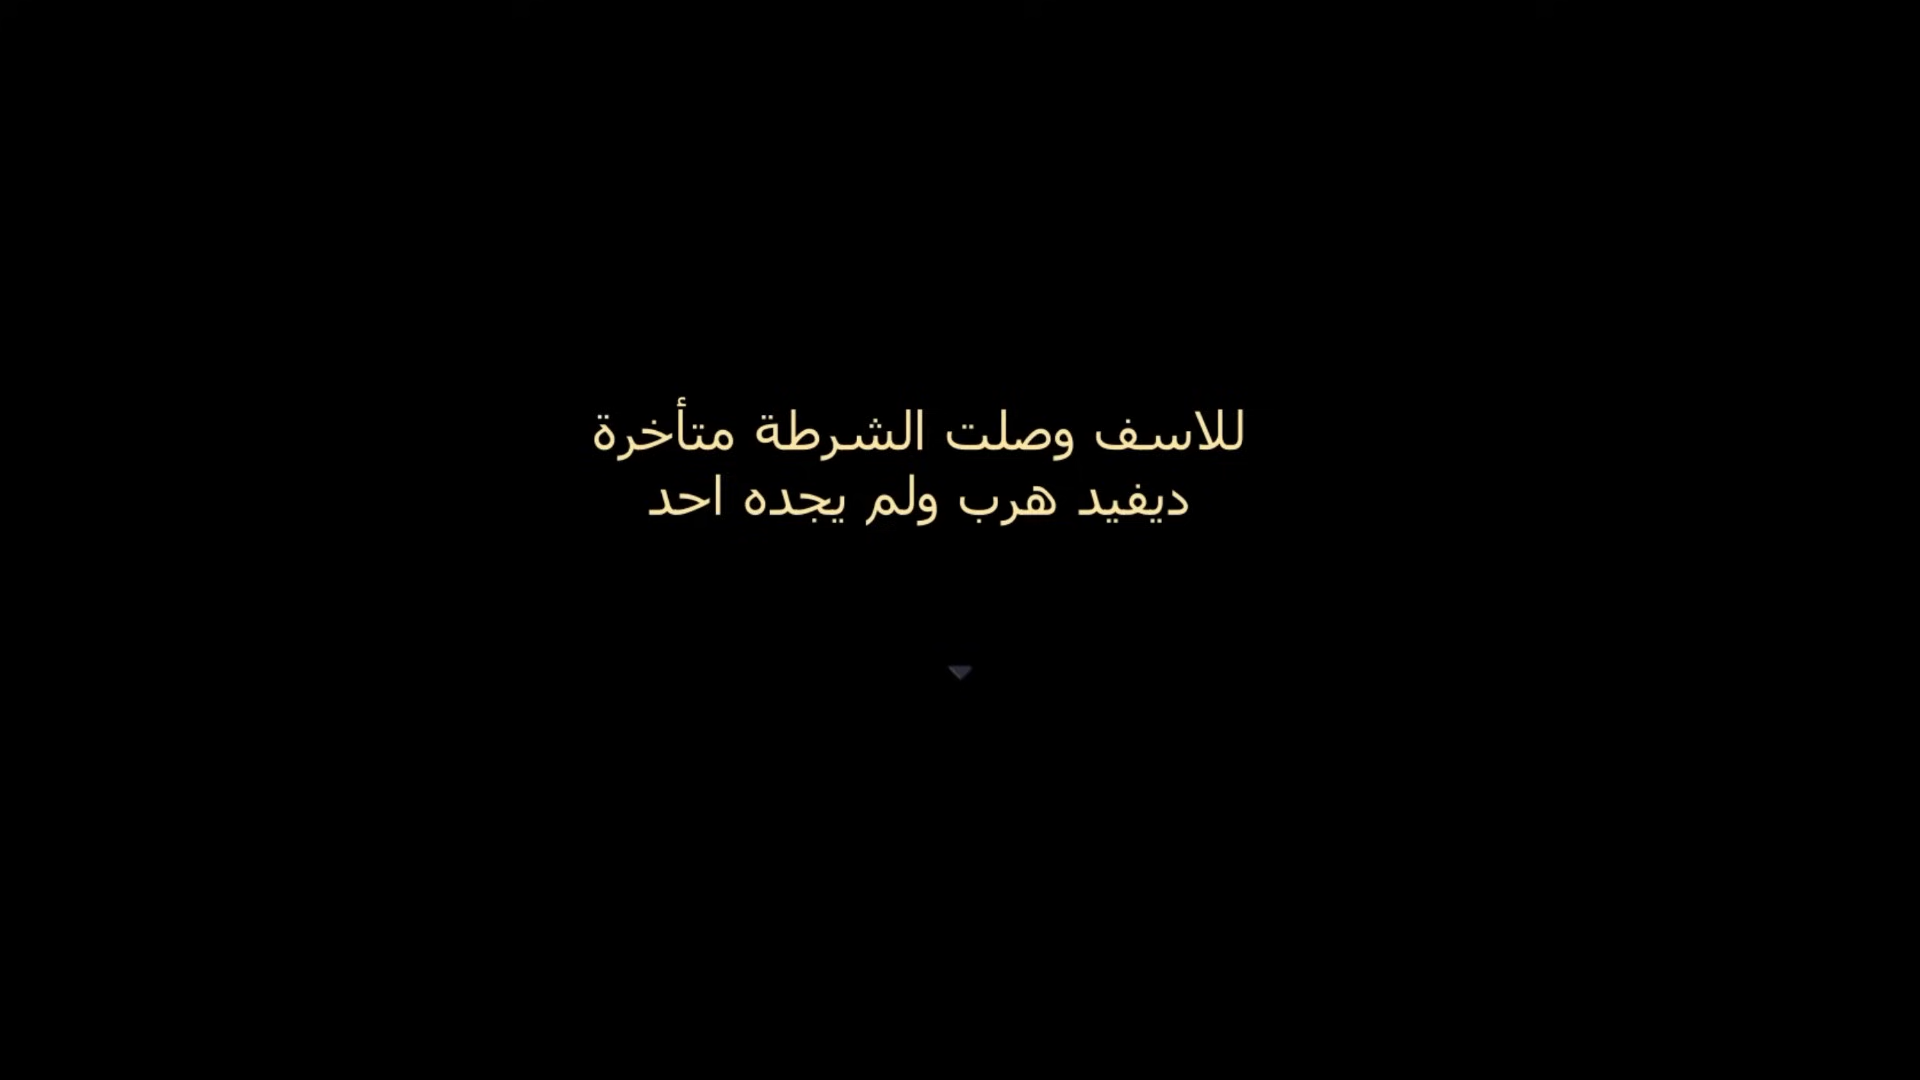 للاسف وصلت الشرطة متأخرة
ديفيد هرب ولم يجده احد